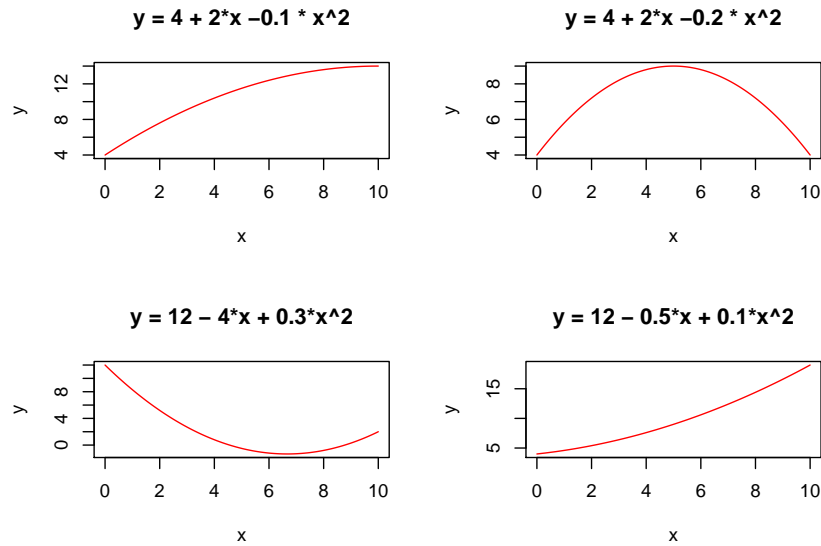 y = 4 + 2*x −0.1 * x^2
y
12
8
4
0 2 4 6 8 10
x
y = 4 + 2*x −0.2 * x^2
y
8
6
4
0 2 4 6 8 10
x
y = 12 − 4*x + 0.3*x^2
y
8
4
0
0 2 4 6 8 10
x
y = 12 − 0.5*x + 0.1*x^2
y
15
5
0 2 4 6 8 10
x